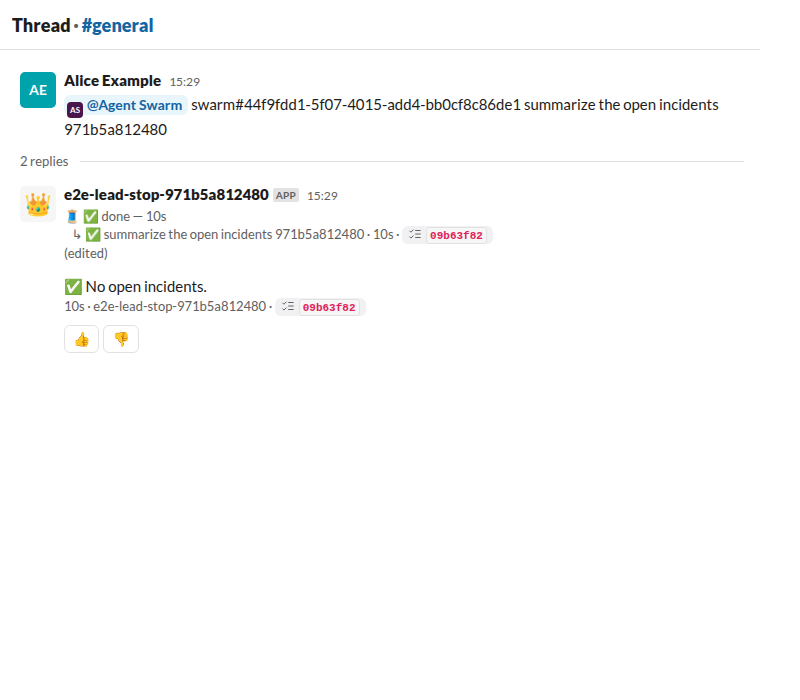 Thread • #general
AE
Alice Example 15:29
AS @Agent Swarm swarm#44f9fdd1-5f07-4015-add4-bb0cf8c86de1 summarize the open incidents
971b5a812480
2 replies
e2e-lead-stop-971b5a812480 APP 15:29
🧵 ✅ done — 10s
↳ ✅ summarize the open incidents 971b5a812480 · 10s · 09b63f82
(edited)
✅ No open incidents.
10s · e2e-lead-stop-971b5a812480 · 09b63f82